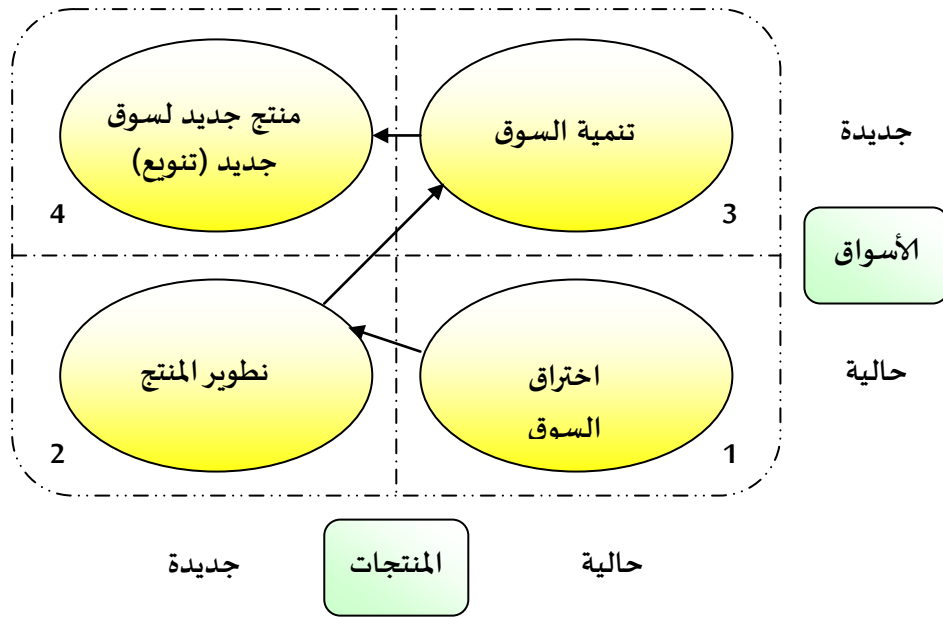 تنمية السوق
منتج جديد لسوق
جديد (تنويع)
جديدة
3
4
الأسواق
اختراق
السوق
نطوير المنتج
حالية
1
2
حالية
المنتجات
جديدة